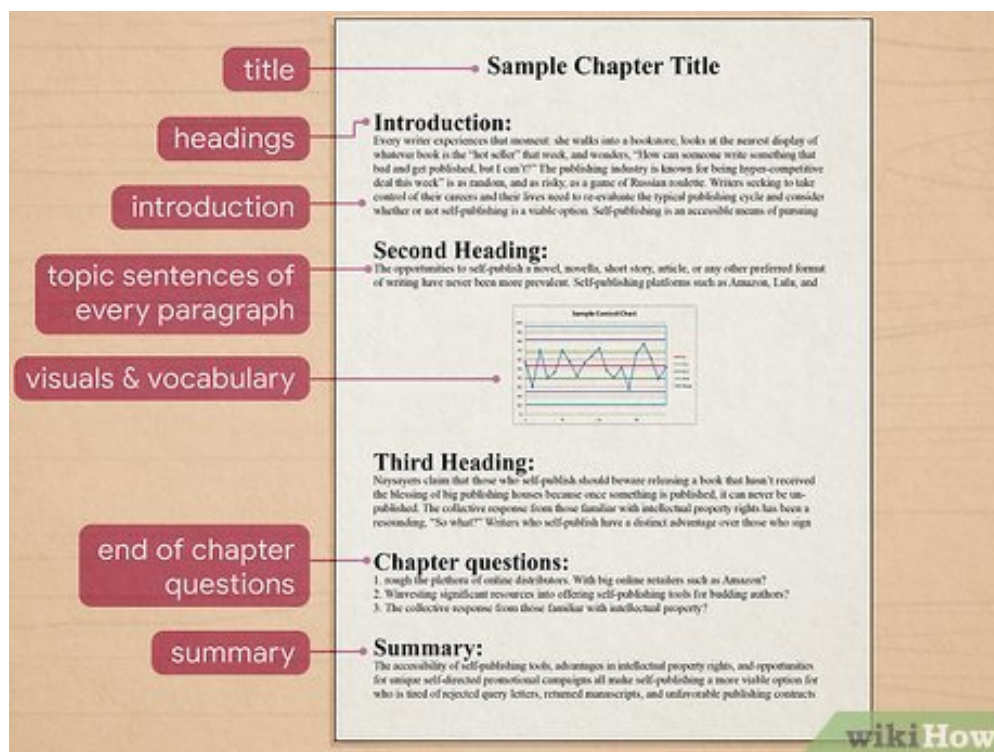 title
Sample Chapter Title
headings
Introduction:
Every writer experiences that moment: she walks into a bookstore, looks at the nearest display of
whatever book is the "hot seller" that week, and wonders, "How can someone write something that
bad and get published, but I can't?" The publishing industry is known for being hyper-competitive
deal this week" is as random, and as risky, as a game of Russian roulette. Writers seeking to take
introduction
control of their careers and their lives need to re-evaluate the typical publishing cycle and consider
whether or not self-publishing is a viable option. Self-publishing is an accessible means of pursuing
Second Heading:
topic sentences of
every paragraph
The opportunities to self-publish a novel, novella, short story, article, or any other preferred format
of writing have never been more prevalent. Self-publishing platforms such as Amazon, Lulu, and
visuals & vocabulary
Sample Control Chart
Third Heading:
Naysayers claim that those who self-publish should beware releasing a book that hasn't received
the blessing of big publishing houses because once something is published, it can never be un-
published. The collective response from those familiar with intellectual property rights has been a
resounding, "So what?" Writers who self-publish have a distinct advantage over those who sign
end of chapter
questions
Chapter questions:
1. rough the plethora of online distributors. With big online retailers such as Amazon?
2. Winvesting significant resources into offering self-publishing tools for budding authors?
3. The collective response from those familiar with intellectual property?
summary
Summary:
The accessibility of self-publishing tools, advantages in intellectual property rights, and opportunities
for unique self-directed promotional campaigns all make self-publishing a more viable option for
who is tired of rejected query letters, returned manuscripts, and unfavorable publishing contracts
wikiHow